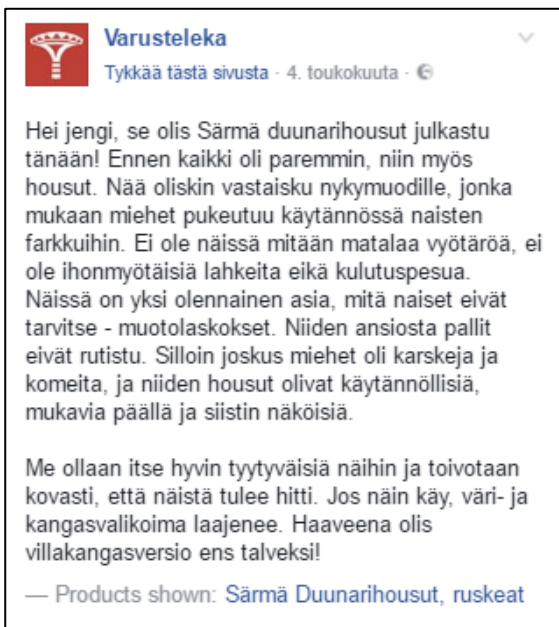 Varusteleka
Tykkää tästä sivusta · 4. toukokuuta ·
Hei jengi, se olis Särmä duunarihousut julkastu
tänään! Ennen kaikki oli paremmin, niin myös
housut. Nää oliskin vastaisku nykymuodille, jonka
mukaan miehet pukeutuu käytännössä naisten
farkkuihin. Ei ole näissä mitään matalaa vyötäröä, ei
ole ihonmyötäisiä lahkeita eikä kulutuspesua.
Näissä on yksi olennainen asia, mitä naiset eivät
tarvitse - muotolaskokset. Niiden ansiosta pallit
eivät rutistu. Silloin joskus miehet oli karskeja ja
komeita, ja niiden housut olivat käytännöllisiä,
mukavia päällä ja siistin näköisiä.
Me ollaan itse hyvin tyytyväisiä näihin ja toivotaan
kovasti, että näistä tulee hitti. Jos näin käy, väri- ja
kangasvalikoima laajenee. Haaveena olis
villakangasversio ens talveksi!
— Products shown: Särmä Duunarihousut, ruskeat